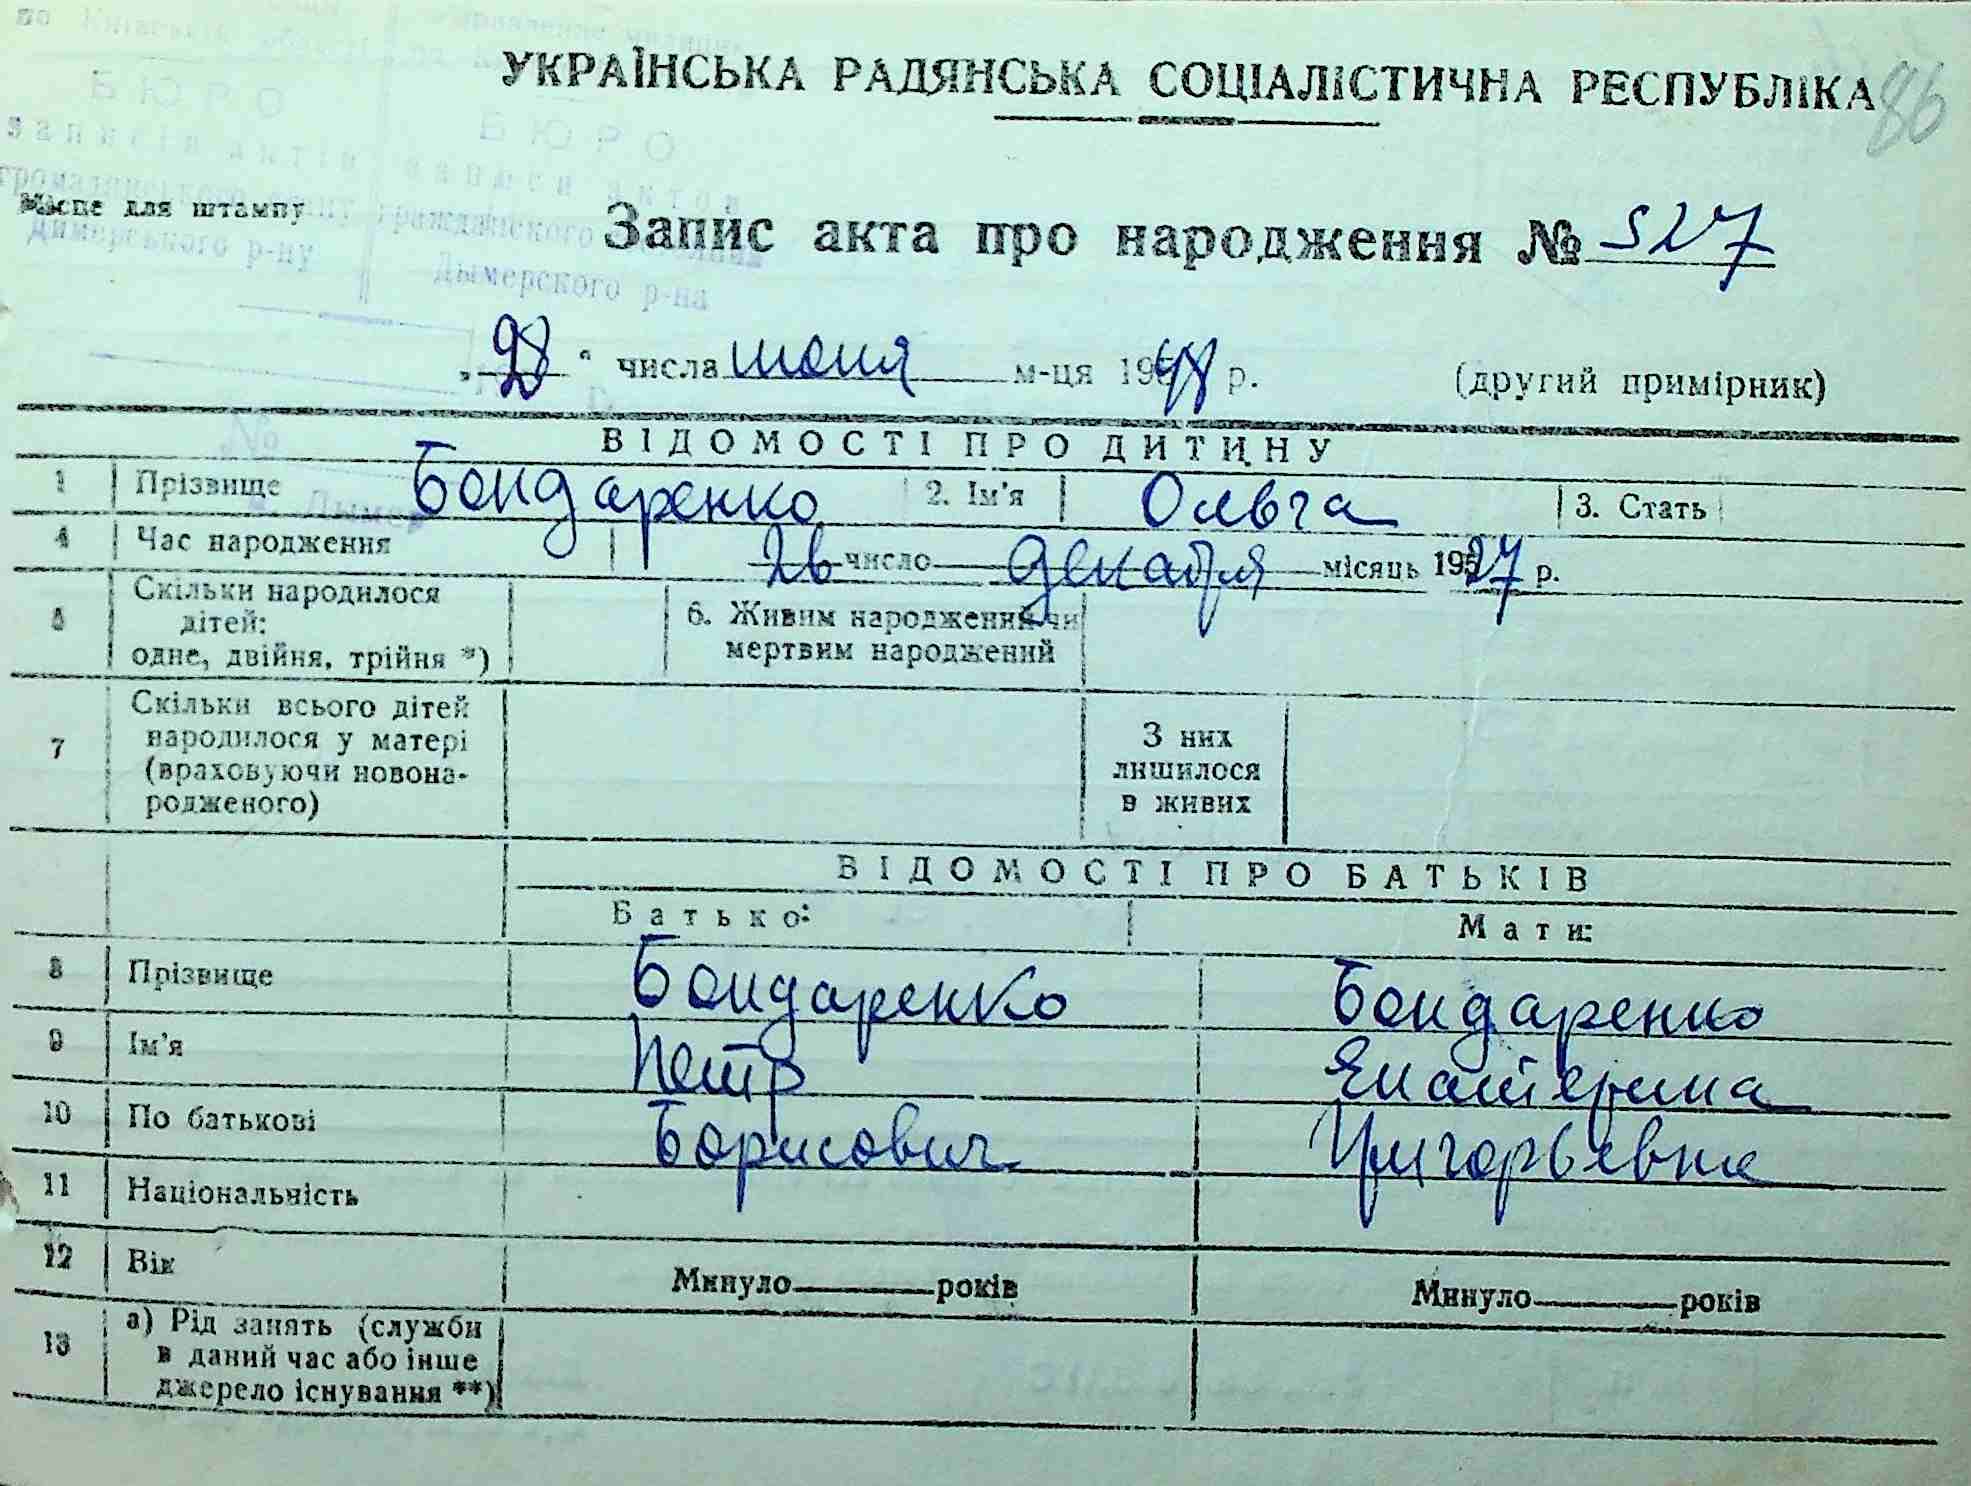 УКРАЇНСЬКА РАДЯНСЬКА СОЦІАЛІСТИЧНА РЕСПУБЛІКА
86
БЮРО
записів актів
громадянського стану
Димерського р-ну
БЮРО
записи актов
гражданского состояния
Дымерского р-на
Місце для штампу
Запис акта про народження № 527
„28" числа июня м-ця 1948 р. (другий примірник)
ВІДОМОСТІ ПРО ДИТИНУ
1 Прізвище Бондаренко 2. Ім'я Ольга 3. Стать
4 Час народження 26 число декабря місяць 1927 р.
5 Скільки народилося дітей: одне, двійня, трійня *) 6. Живим народжений чи мертвим народжений
7 Скільки всього дітей народилося у матері (враховуючи новонародженого) З них лишилося в живих
ВІДОМОСТІ ПРО БАТЬКІВ
Батько: Мати:
8 Прізвище Бондаренко Бондаренко
9 Ім'я Петр Екатерина
10 По батькові Борисович Григорьевна
11 Національність
12 Вік Минуло років Минуло років
13 а) Рід занять (служби в даний час або інше джерело існування **)